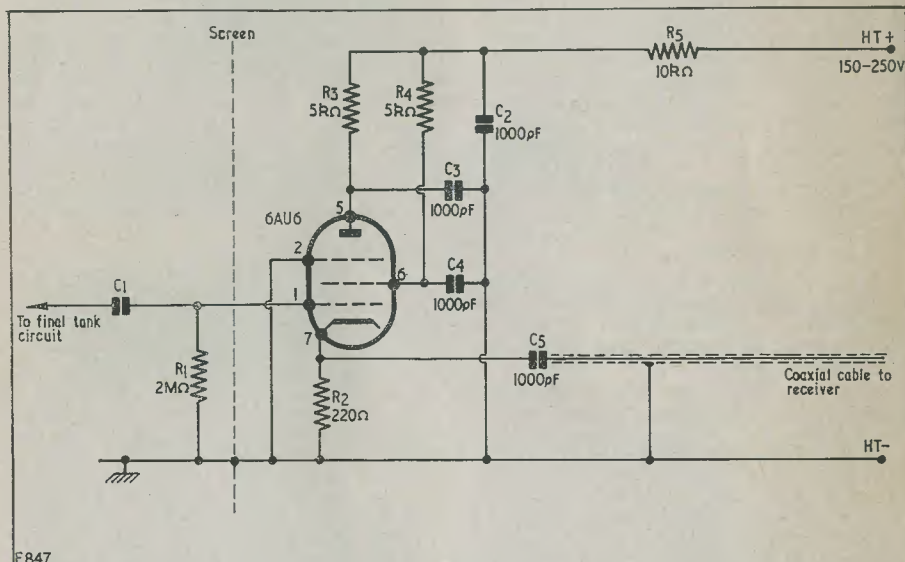 Screen
R5
10kΩ
HT+
150-250V
R3
5kΩ
R4
5kΩ
C2
1000pF
C3
1000pF
6AU6
5
2
6
1
7
C4
1000pF
C1
To final tank
circuit
R1
2MΩ
R2
220Ω
C5
1000pF
Coaxial cable to
receiver
HT-
E847